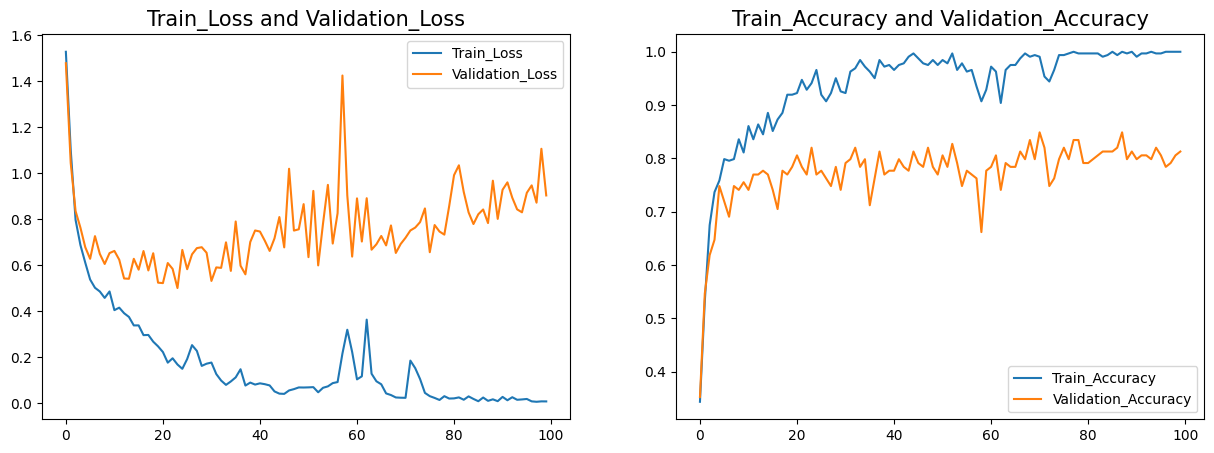 Train_Loss and Validation_Loss
1.6
1.4
1.2
1.0
0.8
0.6
0.4
0.2
0.0
0 20 40 60 80 100
Train_Loss
Validation_Loss
Train_Accuracy and Validation_Accuracy
1.0
0.9
0.8
0.7
0.6
0.5
0.4
0 20 40 60 80 100
Train_Accuracy
Validation_Accuracy